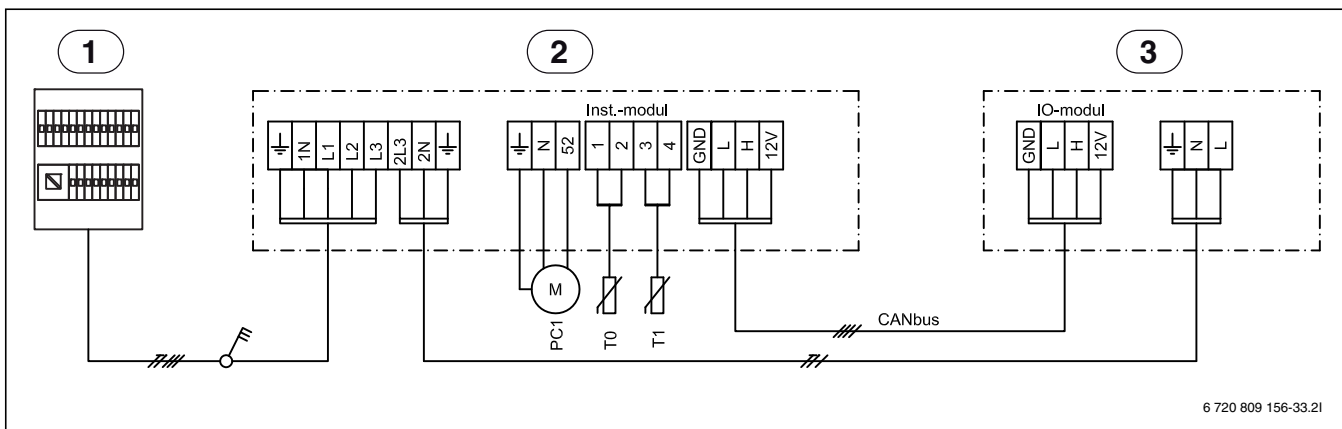 1
2
3
Inst.-modul
IO-modul
1N L1 L2 L3 2L3 2N
N 52
1 2 3 4
GND L H 12V
GND L H 12V
N L
M
PC1
T0
T1
CANbus
6 720 809 156-33.2I